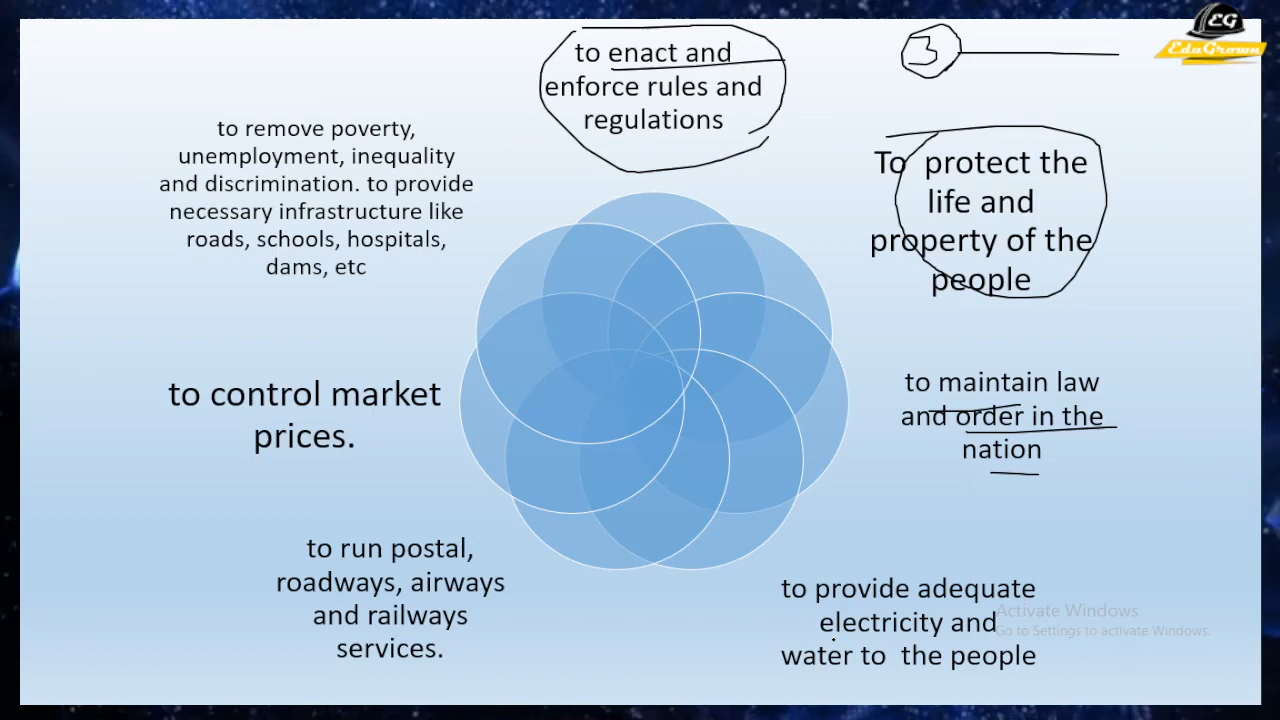 to enact and
enforce rules and
regulations
3
EG
EduGrown
To protect the
life and
property of the
people
to maintain law
and order in the
nation
to provide adequate
electricity and
water to the people
Activate Windows
Go to Settings to activate Windows.
to run postal,
roadways, airways
and railways
services.
to control market
prices.
to remove poverty,
unemployment, inequality
and discrimination. to provide
necessary infrastructure like
roads, schools, hospitals,
dams, etc